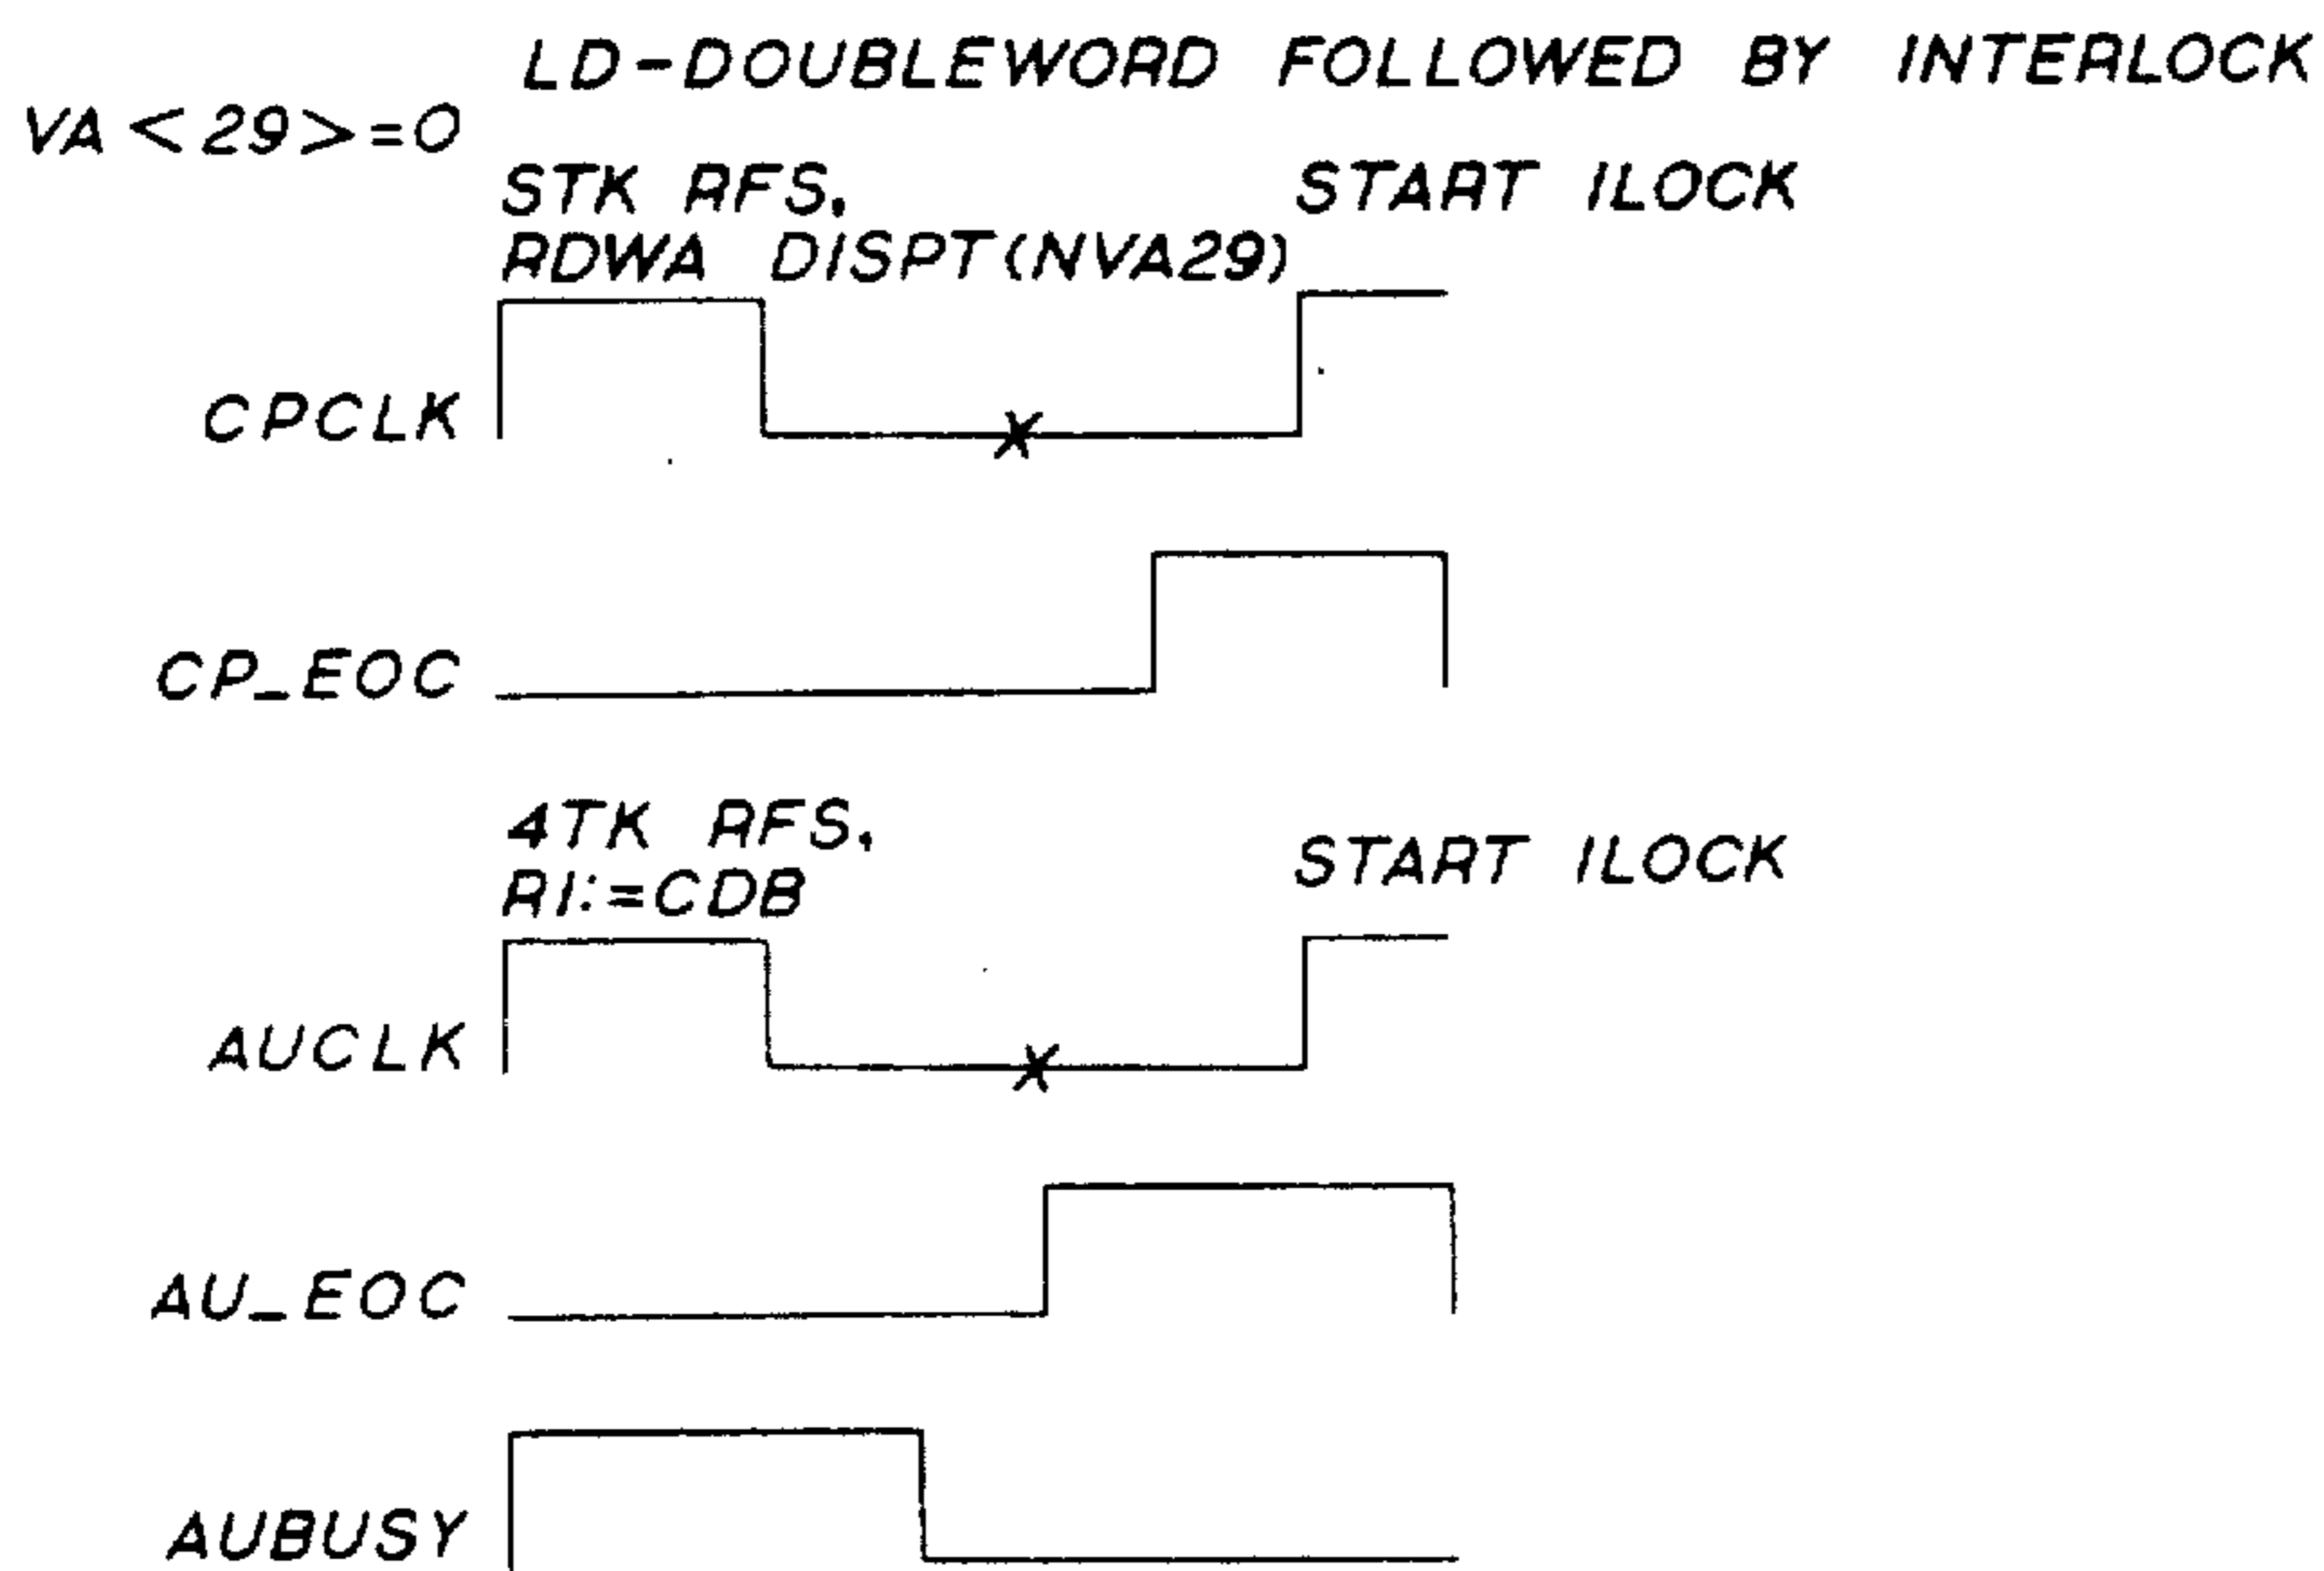 LD-DOUBLEWORD FOLLOWED BY INTERLOCK
VA<29>=0
STK RFS,
RDWA DISPT(NVA29)
START ILOCK
CPCLK
CP_EOC
4TK RFS,
R1:=CDB
START ILOCK
AUCLK
AU_EOC
AUBUSY